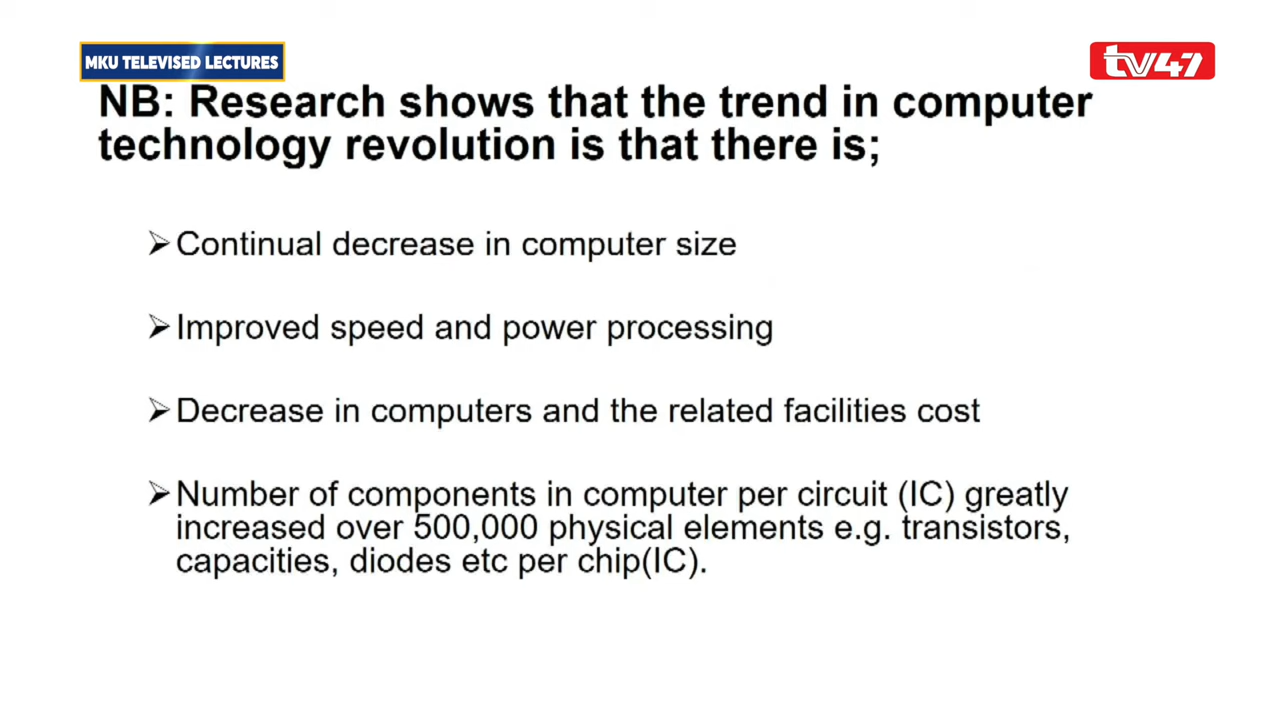 MKU TELEVISED LECTURES
tv47
NB: Research shows that the trend in computer
technology revolution is that there is;
➢Continual decrease in computer size
➢Improved speed and power processing
➢Decrease in computers and the related facilities cost
➢Number of components in computer per circuit (IC) greatly
increased over 500,000 physical elements e.g. transistors,
capacities, diodes etc per chip(IC).